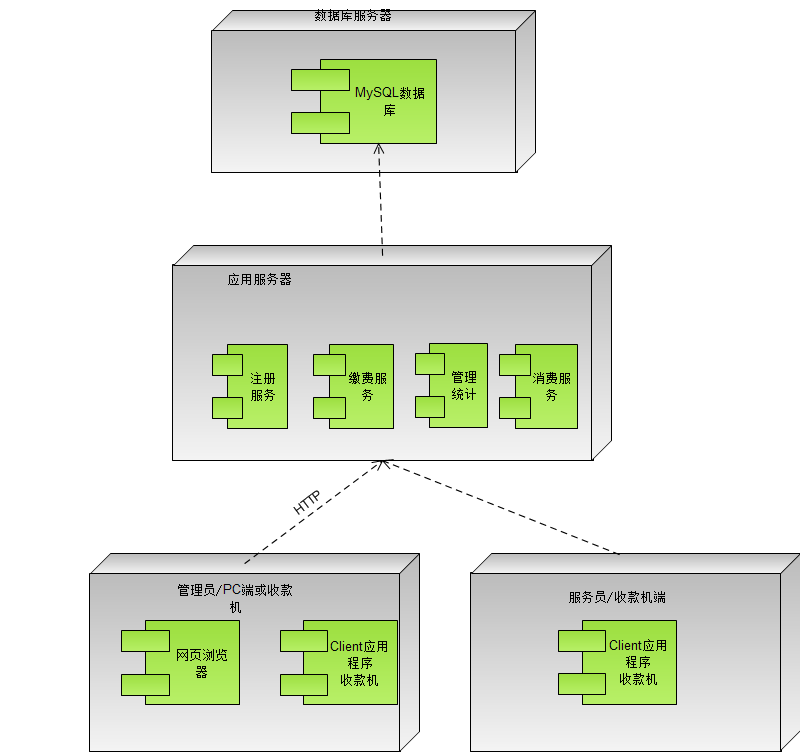 数据库服务器
MySQL数据
库
应用服务器
注册
服务
缴费服
务
管理
统计
消费服
务
HTTP
管理员/PC端或收款
机
网页浏览
器
Client应用
程序
收款机
服务员/收款机端
Client应用
程序
收款机